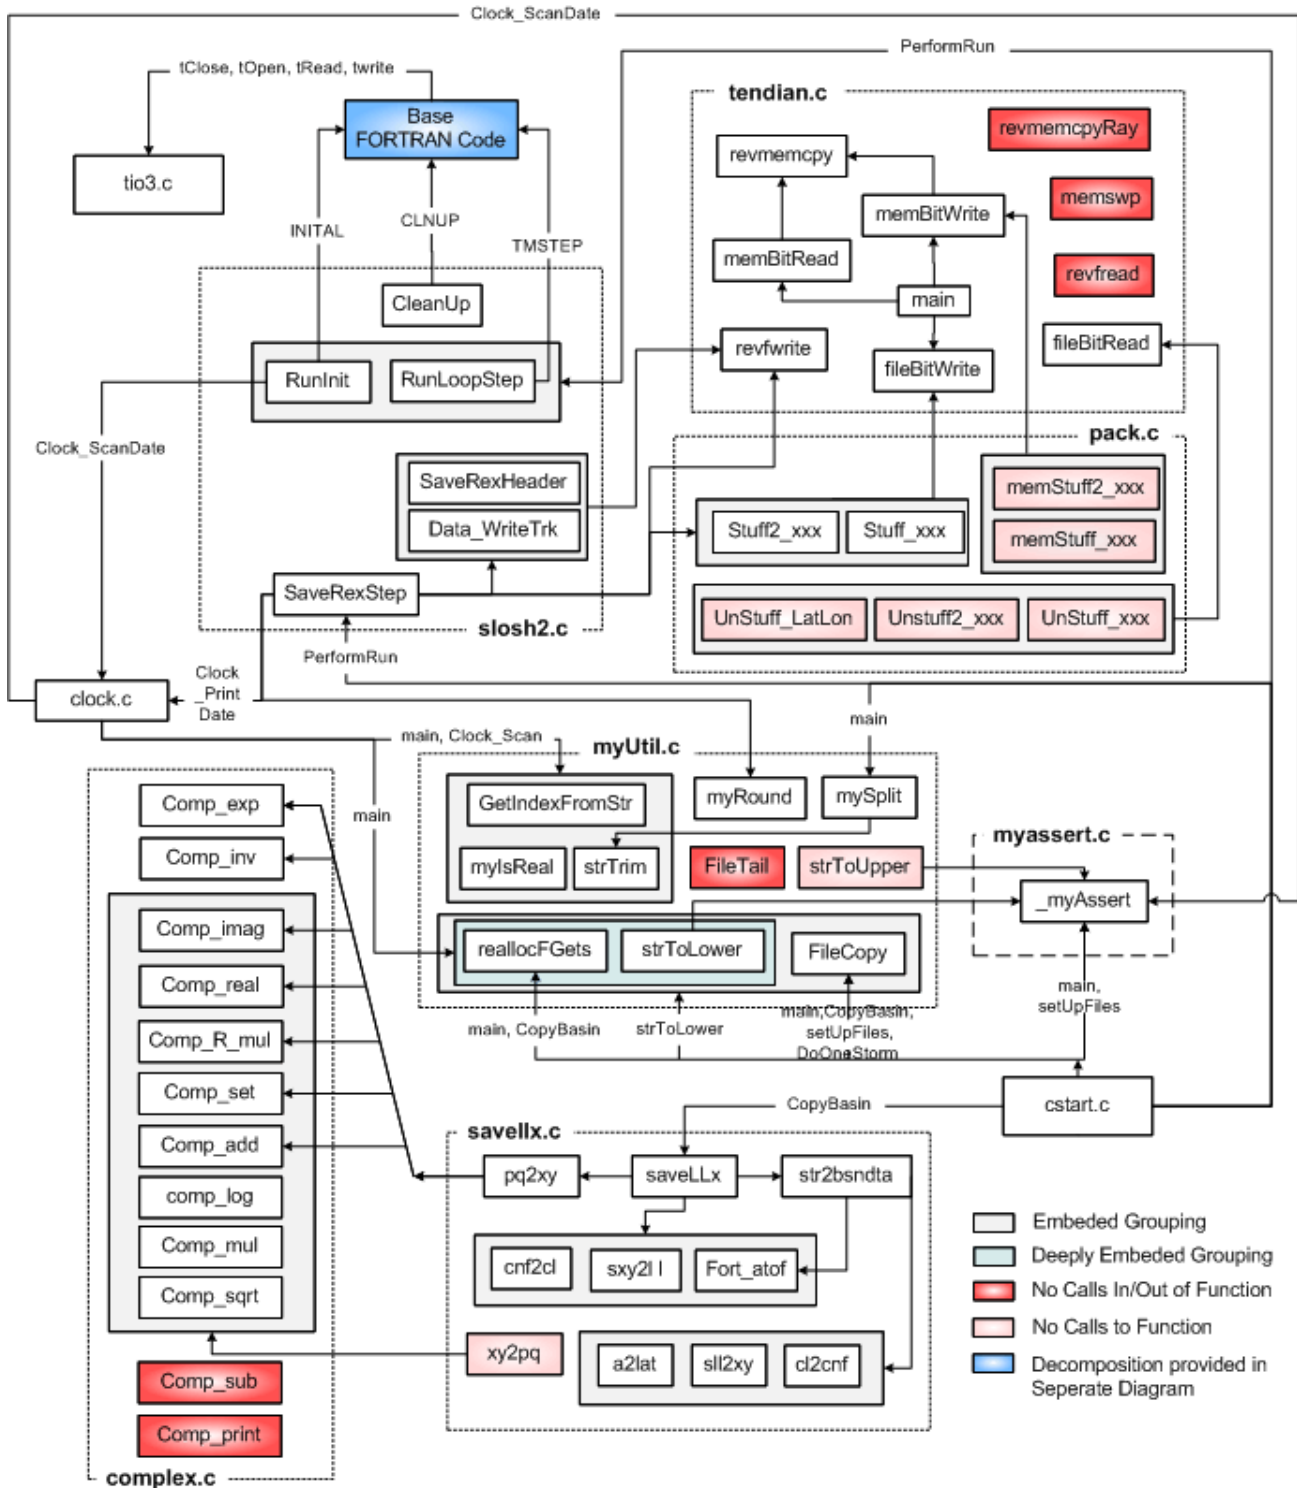 Clock_ScanDate
PerformRun
tClose, tOpen, tRead, twrite
Base
FORTRAN Code
tio3.c
INITAL
CLNUP
TMSTEP
tendian.c
revmemcpyRay
revmemcpy
memswp
memBitWrite
memBitRead
revfread
main
revfwrite
fileBitRead
fileBitWrite
CleanUp
RunInit
RunLoopStep
Clock_ScanDate
SaveRexHeader
Data_WriteTrk
SaveRexStep
slosh2.c
pack.c
memStuff2_xxx
memStuff_xxx
Stuff2_xxx
Stuff_xxx
UnStuff_LatLon
Unstuff2_xxx
UnStuff_xxx
PerformRun
Clock
_Print
Date
clock.c
main
main, Clock_Scan
myUtil.c
GetIndexFromStr
myRound
mySplit
myIsReal
strTrim
FileTail
strToUpper
reallocFGets
strToLower
FileCopy
myassert.c
_myAssert
main
main, CopyBasin
strToLower
main,CopyBasin,
setUpFiles,
DoOneStorm
main,
setUpFiles
cstart.c
CopyBasin
Comp_exp
Comp_inv
Comp_imag
Comp_real
Comp_R_mul
Comp_set
Comp_add
comp_log
Comp_mul
Comp_sqrt
Comp_sub
Comp_print
complex.c
savellx.c
pq2xy
saveLLx
str2bsndta
cnf2cl
sxy2l l
Fort_atof
xy2pq
a2lat
sll2xy
cl2cnf
Embeded Grouping
Deeply Embeded Grouping
No Calls In/Out of Function
No Calls to Function
Decomposition provided in
Seperate Diagram